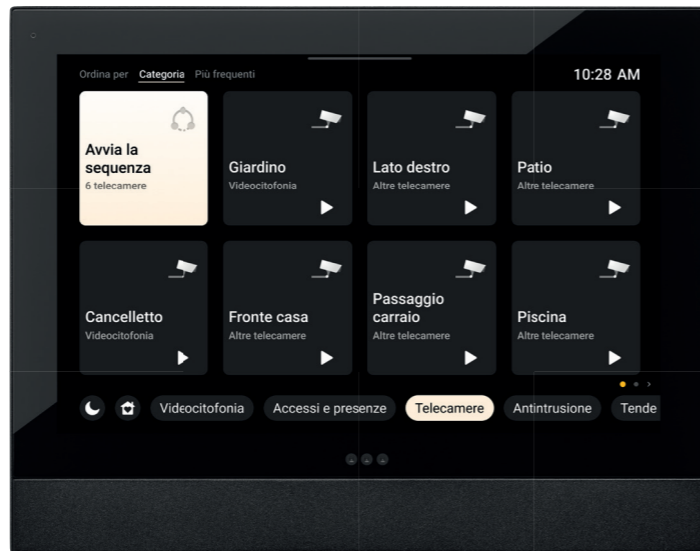 Ordina per Categoria Più frequenti
10:28 AM
Avvia la
sequenza
6 telecamere
Giardino
Videocitofonia
Lato destro
Altre telecamere
Patio
Altre telecamere
Cancelletto
Videocitofonia
Fronte casa
Altre telecamere
Passaggio
carraio
Altre telecamere
Piscina
Altre telecamere
Videocitofonia
Accessi e presenze
Telecamere
Antintrusione
Tende